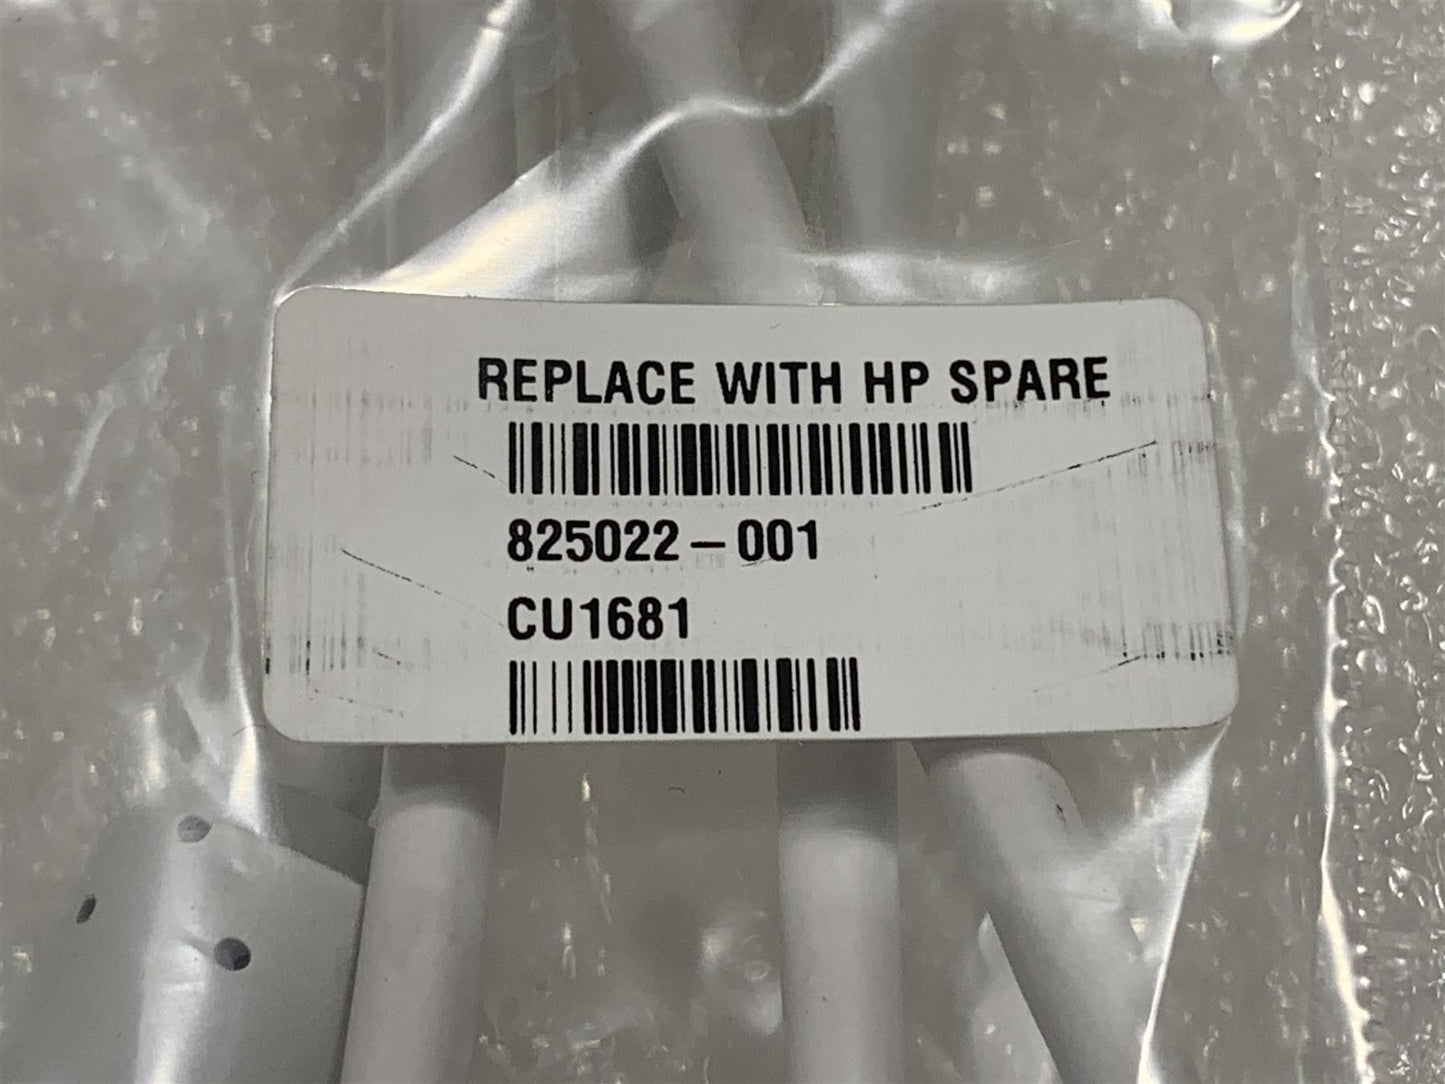 REPLACE WITH HP SPARE
825022-001
CU1681